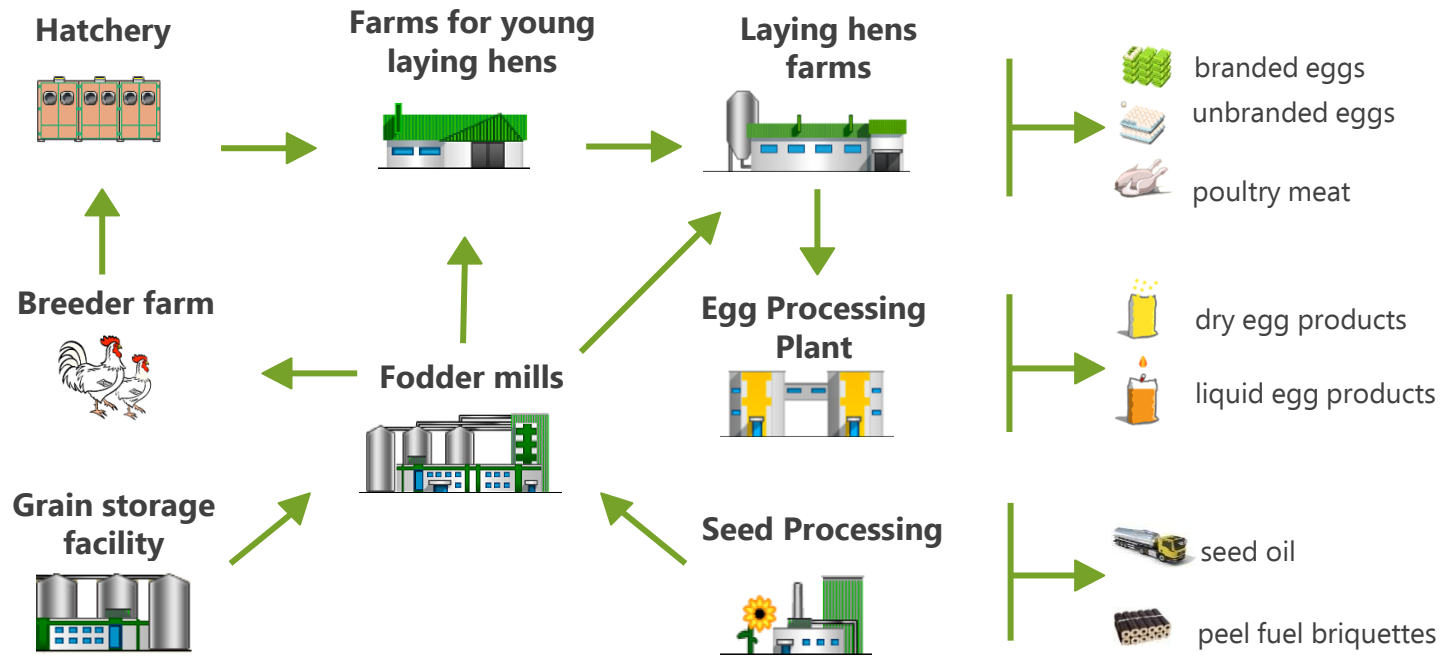 Hatchery
Farms for young
laying hens
Laying hens
farms
branded eggs
unbranded eggs
poultry meat
Breeder farm
Fodder mills
Egg Processing
Plant
dry egg products
liquid egg products
Grain storage
facility
Seed Processing
seed oil
peel fuel briquettes